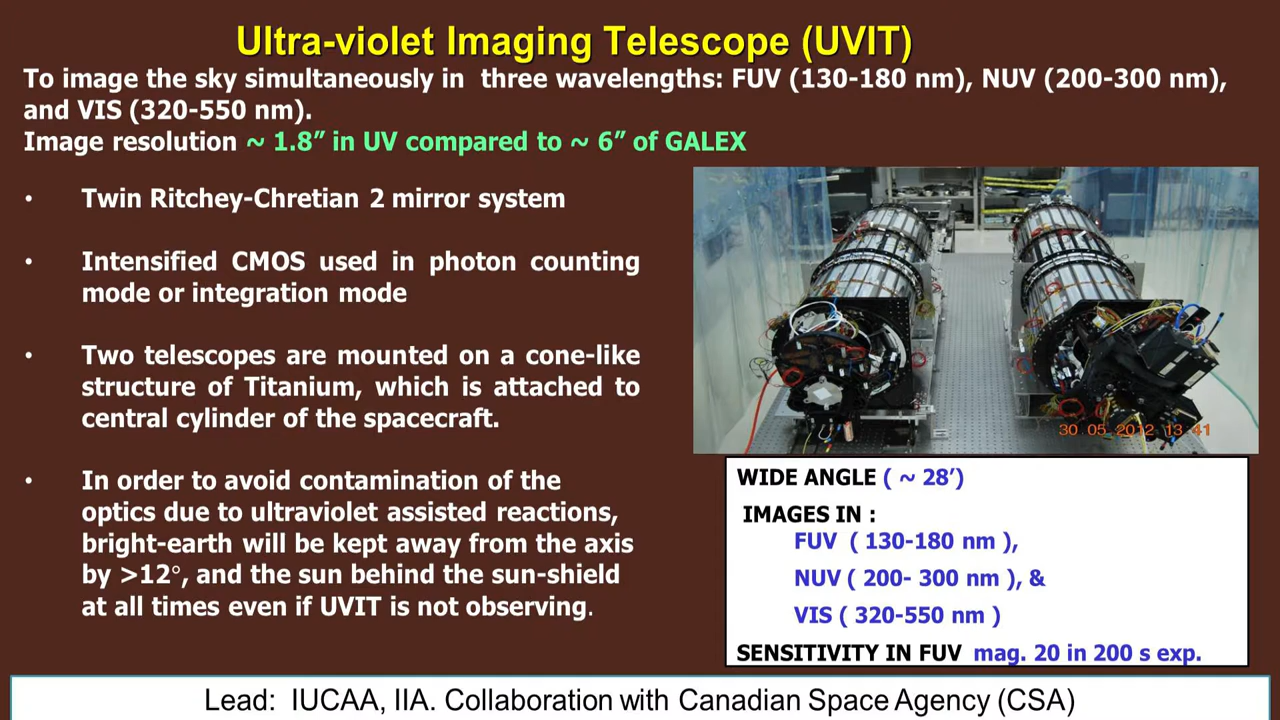 Ultra-violet Imaging Telescope (UVIT)
To image the sky simultaneously in three wavelengths: FUV (130-180 nm), NUV (200-300 nm),
and VIS (320-550 nm).
Image resolution ~ 1.8” in UV compared to ~ 6” of GALEX
• Twin Ritchey-Chretian 2 mirror system
• Intensified CMOS used in photon counting
mode or integration mode
• Two telescopes are mounted on a cone-like
structure of Titanium, which is attached to
central cylinder of the spacecraft.
• In order to avoid contamination of the
optics due to ultraviolet assisted reactions,
bright-earth will be kept away from the axis
by >12°, and the sun behind the sun-shield
at all times even if UVIT is not observing.
30 05 2012 13 41
WIDE ANGLE ( ~ 28’)
IMAGES IN :
FUV ( 130-180 nm ),
NUV ( 200- 300 nm ), &
VIS ( 320-550 nm )
SENSITIVITY IN FUV mag. 20 in 200 s exp.
Lead: IUCAA, IIA. Collaboration with Canadian Space Agency (CSA)